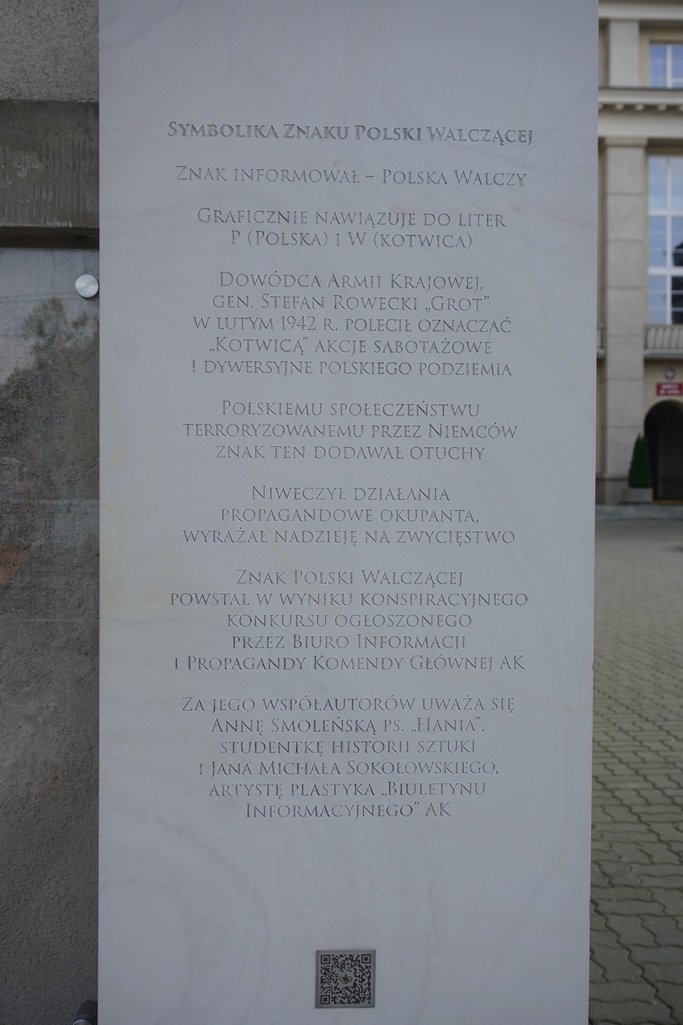 Symbolika Znaku Polski Walczącej
Znak informował – Polska Walczy
Graficznie nawiązuje do liter
P (Polska) i W (kotwica)
Dowódca Armii Krajowej,
gen. Stefan Rowecki „Grot”
w lutym 1942 r. polecił oznaczać
„Kotwicą” akcje sabotażowe
i dywersyjne polskiego podziemia
Polskiemu społeczeństwu
terroryzowanemu przez Niemców
znak ten dodawał otuchy
Niweczył działania
propagandowe okupanta,
wyrażał nadzieję na zwycięstwo
Znak Polski Walczącej
powstał w wyniku konspiracyjnego
konkursu ogłoszonego
przez Biuro Informacji
i Propagandy Komendy Głównej AK
Za jego współautorów uważa się
Annę Smoleńską ps. „Hania”,
studentkę historii sztuki
i Jana Michała Sokołowskiego,
artystę plastyka „Biuletynu
Informacyjnego” AK